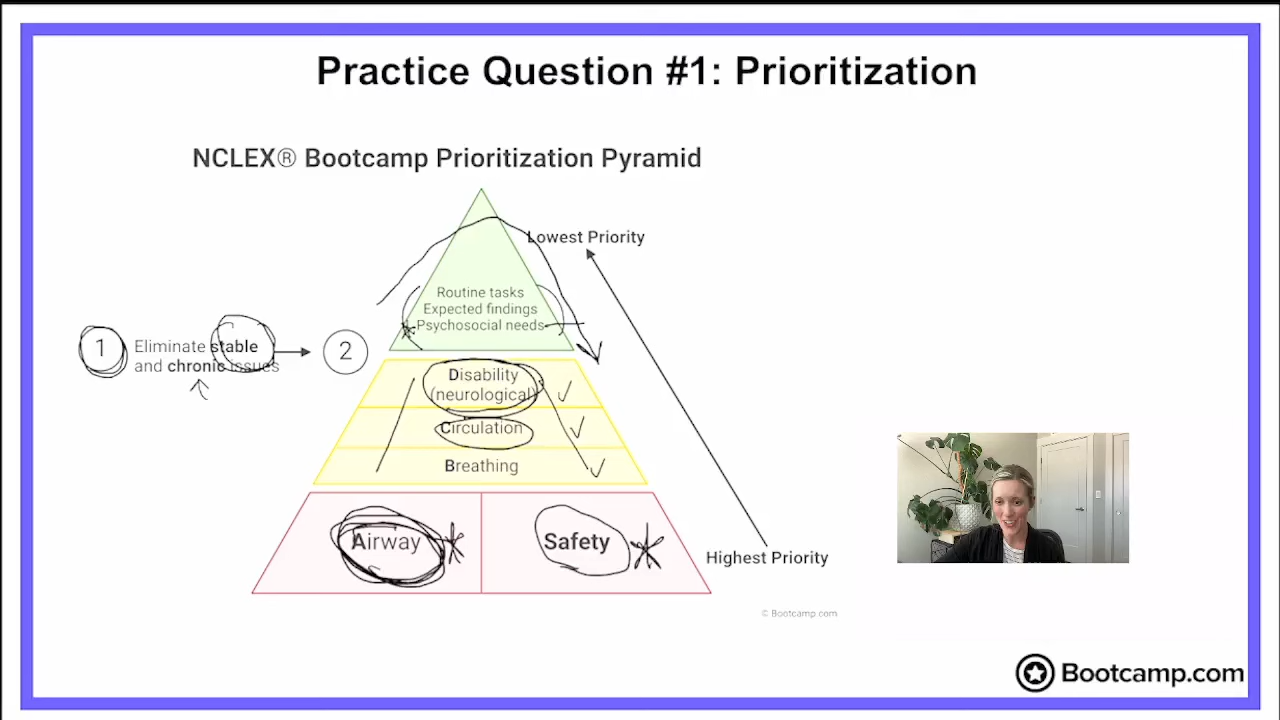 Practice Question #1: Prioritization
NCLEX® Bootcamp Prioritization Pyramid
Lowest Priority
Routine tasks
Expected findings
Psychosocial needs
1
Eliminate stable
and chronic issues
2
Disability
(neurological)
Circulation
Breathing
Airway
Safety
Highest Priority
© Bootcamp.com
Bootcamp.com